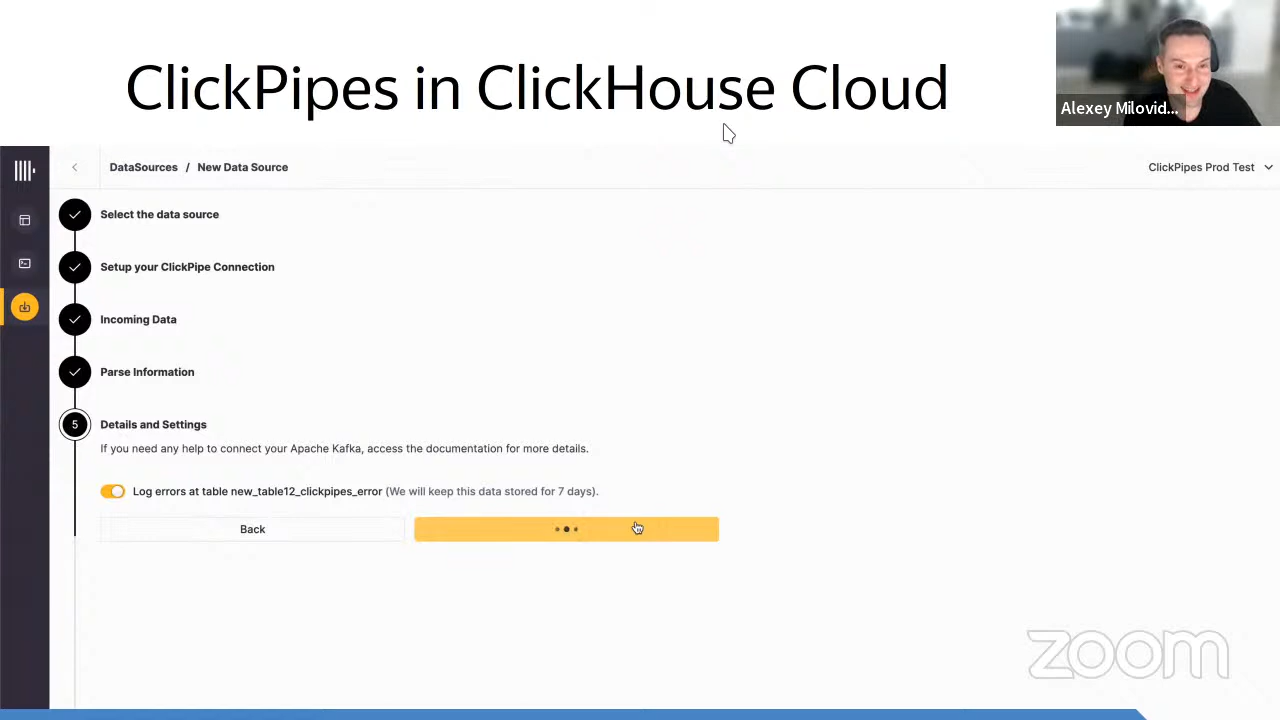 ClickPipes in ClickHouse Cloud
Alexey Milovid...
DataSources / New Data Source
ClickPipes Prod Test
Select the data source
Setup your ClickPipe Connection
Incoming Data
Parse Information
5 Details and Settings
If you need any help to connect your Apache Kafka, access the documentation for more details.
Log errors at table new_table12_clickpipes_error (We will keep this data stored for 7 days).
Back
zoom